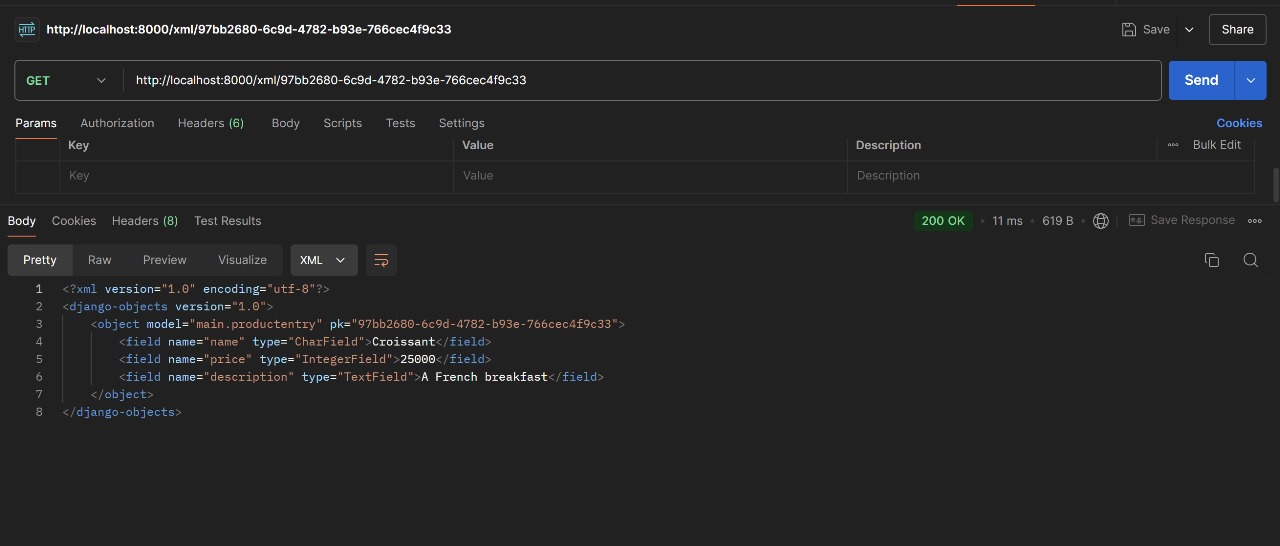 HTTP http://localhost:8000/xml/97bb2680-6c9d-4782-b93e-766cec4f9c33 Save Share
GET http://localhost:8000/xml/97bb2680-6c9d-4782-b93e-766cec4f9c33 Send
Params Authorization Headers (6) Body Scripts Tests Settings Cookies
Key Value Description Bulk Edit
Key Value Description
Body Cookies Headers (8) Test Results 200 OK • 11 ms • 619 B • Save Response
Pretty Raw Preview Visualize XML
1 <?xml version="1.0" encoding="utf-8"?>
2 <django-objects version="1.0">
3 <object model="main.productentry" pk="97bb2680-6c9d-4782-b93e-766cec4f9c33">
4 <field name="name" type="CharField">Croissant</field>
5 <field name="price" type="IntegerField">25000</field>
6 <field name="description" type="TextField">A French breakfast</field>
7 </object>
8 </django-objects>